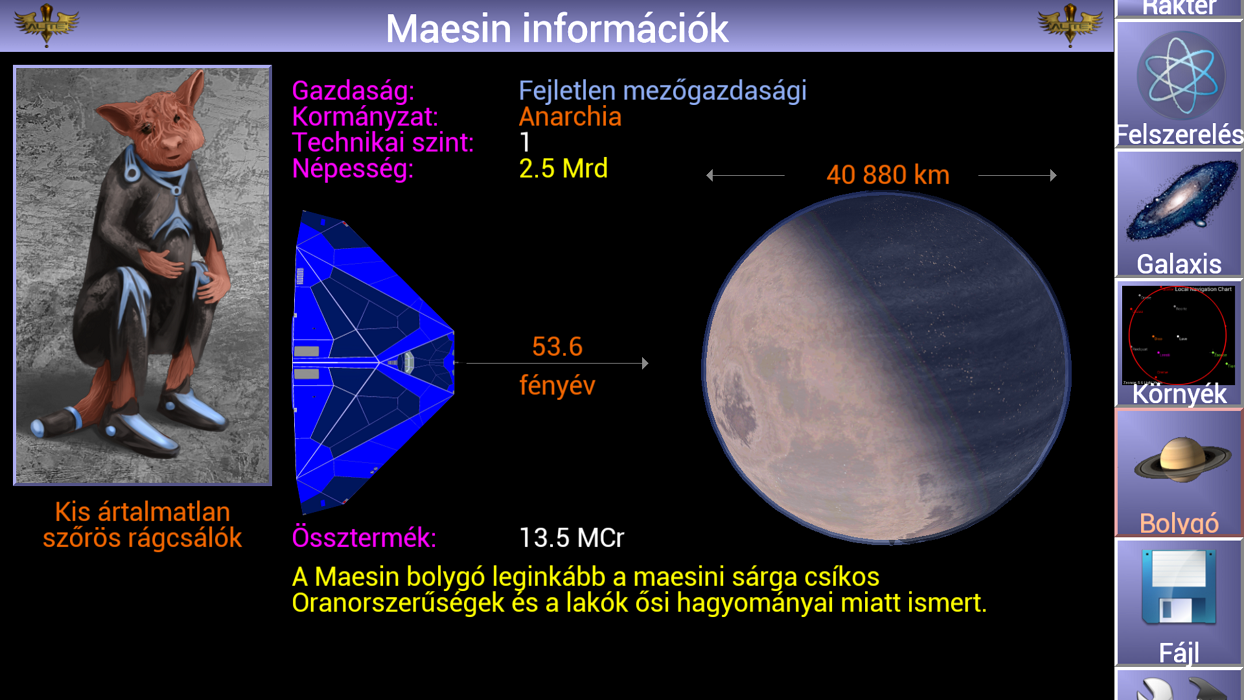 Maesin információk
ALITE
ALITE
Gazdaság: Fejletlen mezőgazdasági
Kormányzat: Anarchia
Technikai szint: 1
Népesség: 2.5 Mrd
40 880 km
53.6
fényév
Kis ártalmatlan
szőrös rágcsálók
Össztermék: 13.5 MCr
A Maesin bolygó leginkább a maesini sárga csíkos
Oranorszerűségek és a lakók ősi hagyományai miatt ismert.
Raktér
Felszerelés
Galaxis
Local Navigation Chart
Környék
Bolygó
Fájl